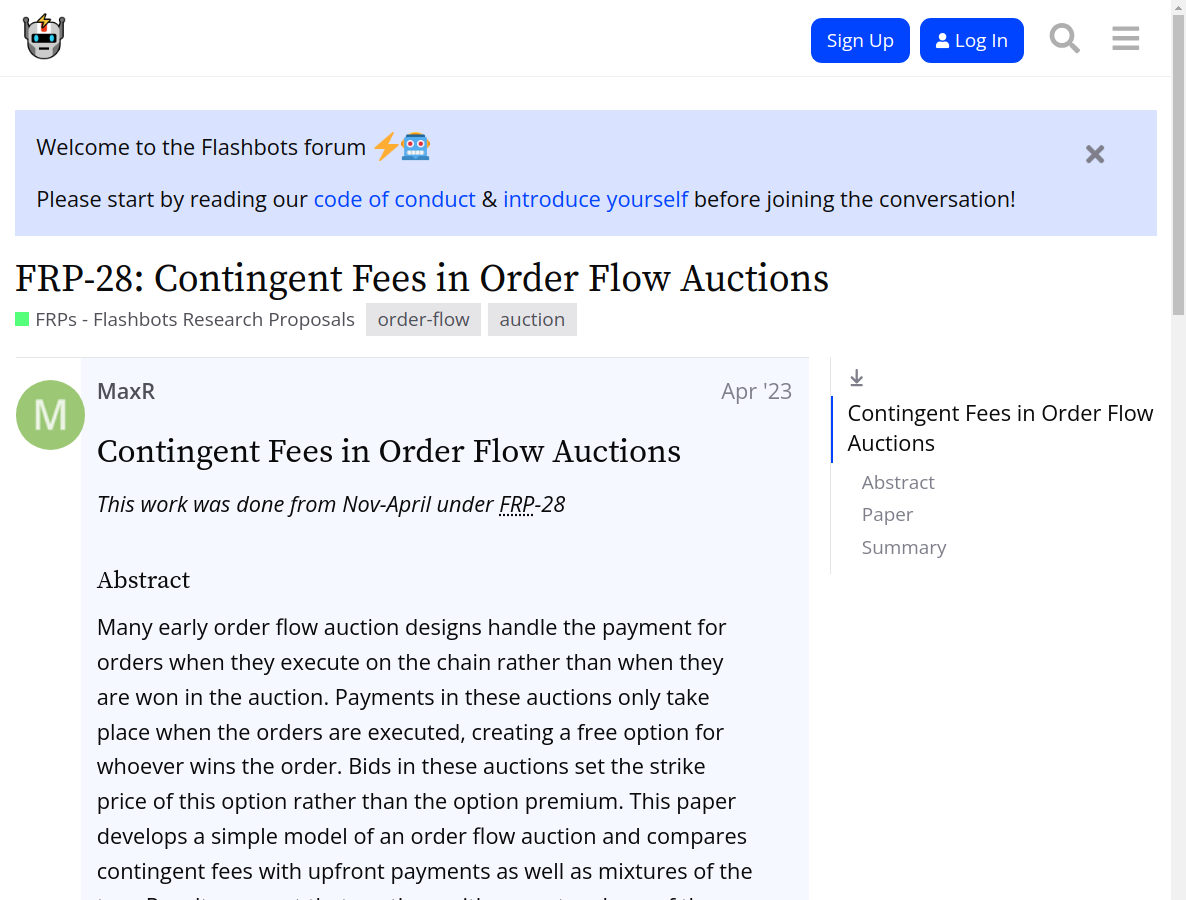 Sign Up
Log In
Welcome to the Flashbots forum
Please start by reading our code of conduct & introduce yourself before joining the conversation!
FRP-28: Contingent Fees in Order Flow Auctions
FRPs - Flashbots Research Proposals order-flow auction
M
MaxR Apr '23
Contingent Fees in Order Flow Auctions
This work was done from Nov-April under FRP-28
Abstract
Many early order flow auction designs handle the payment for
orders when they execute on the chain rather than when they
are won in the auction. Payments in these auctions only take
place when the orders are executed, creating a free option for
whoever wins the order. Bids in these auctions set the strike
price of this option rather than the option premium. This paper
develops a simple model of an order flow auction and compares
contingent fees with upfront payments as well as mixtures of the
Contingent Fees in Order Flow
Auctions
Abstract
Paper
Summary